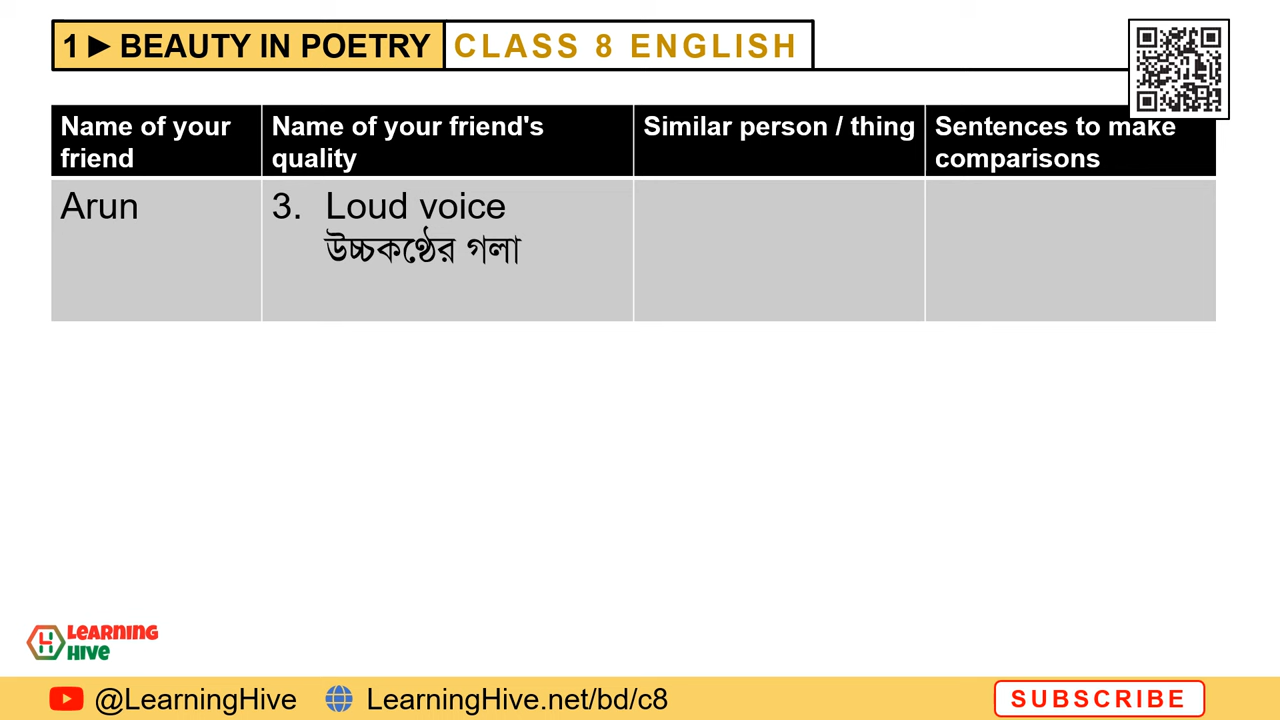 1 ► BEAUTY IN POETRY CLASS 8 ENGLISH
Name of your friend
Name of your friend's quality
Similar person / thing
Sentences to make comparisons
Arun
3. Loud voice
উচ্চকণ্ঠের গলা
LEARNING
HIVE
@LearningHive LearningHive.net/bd/c8 SUBSCRIBE